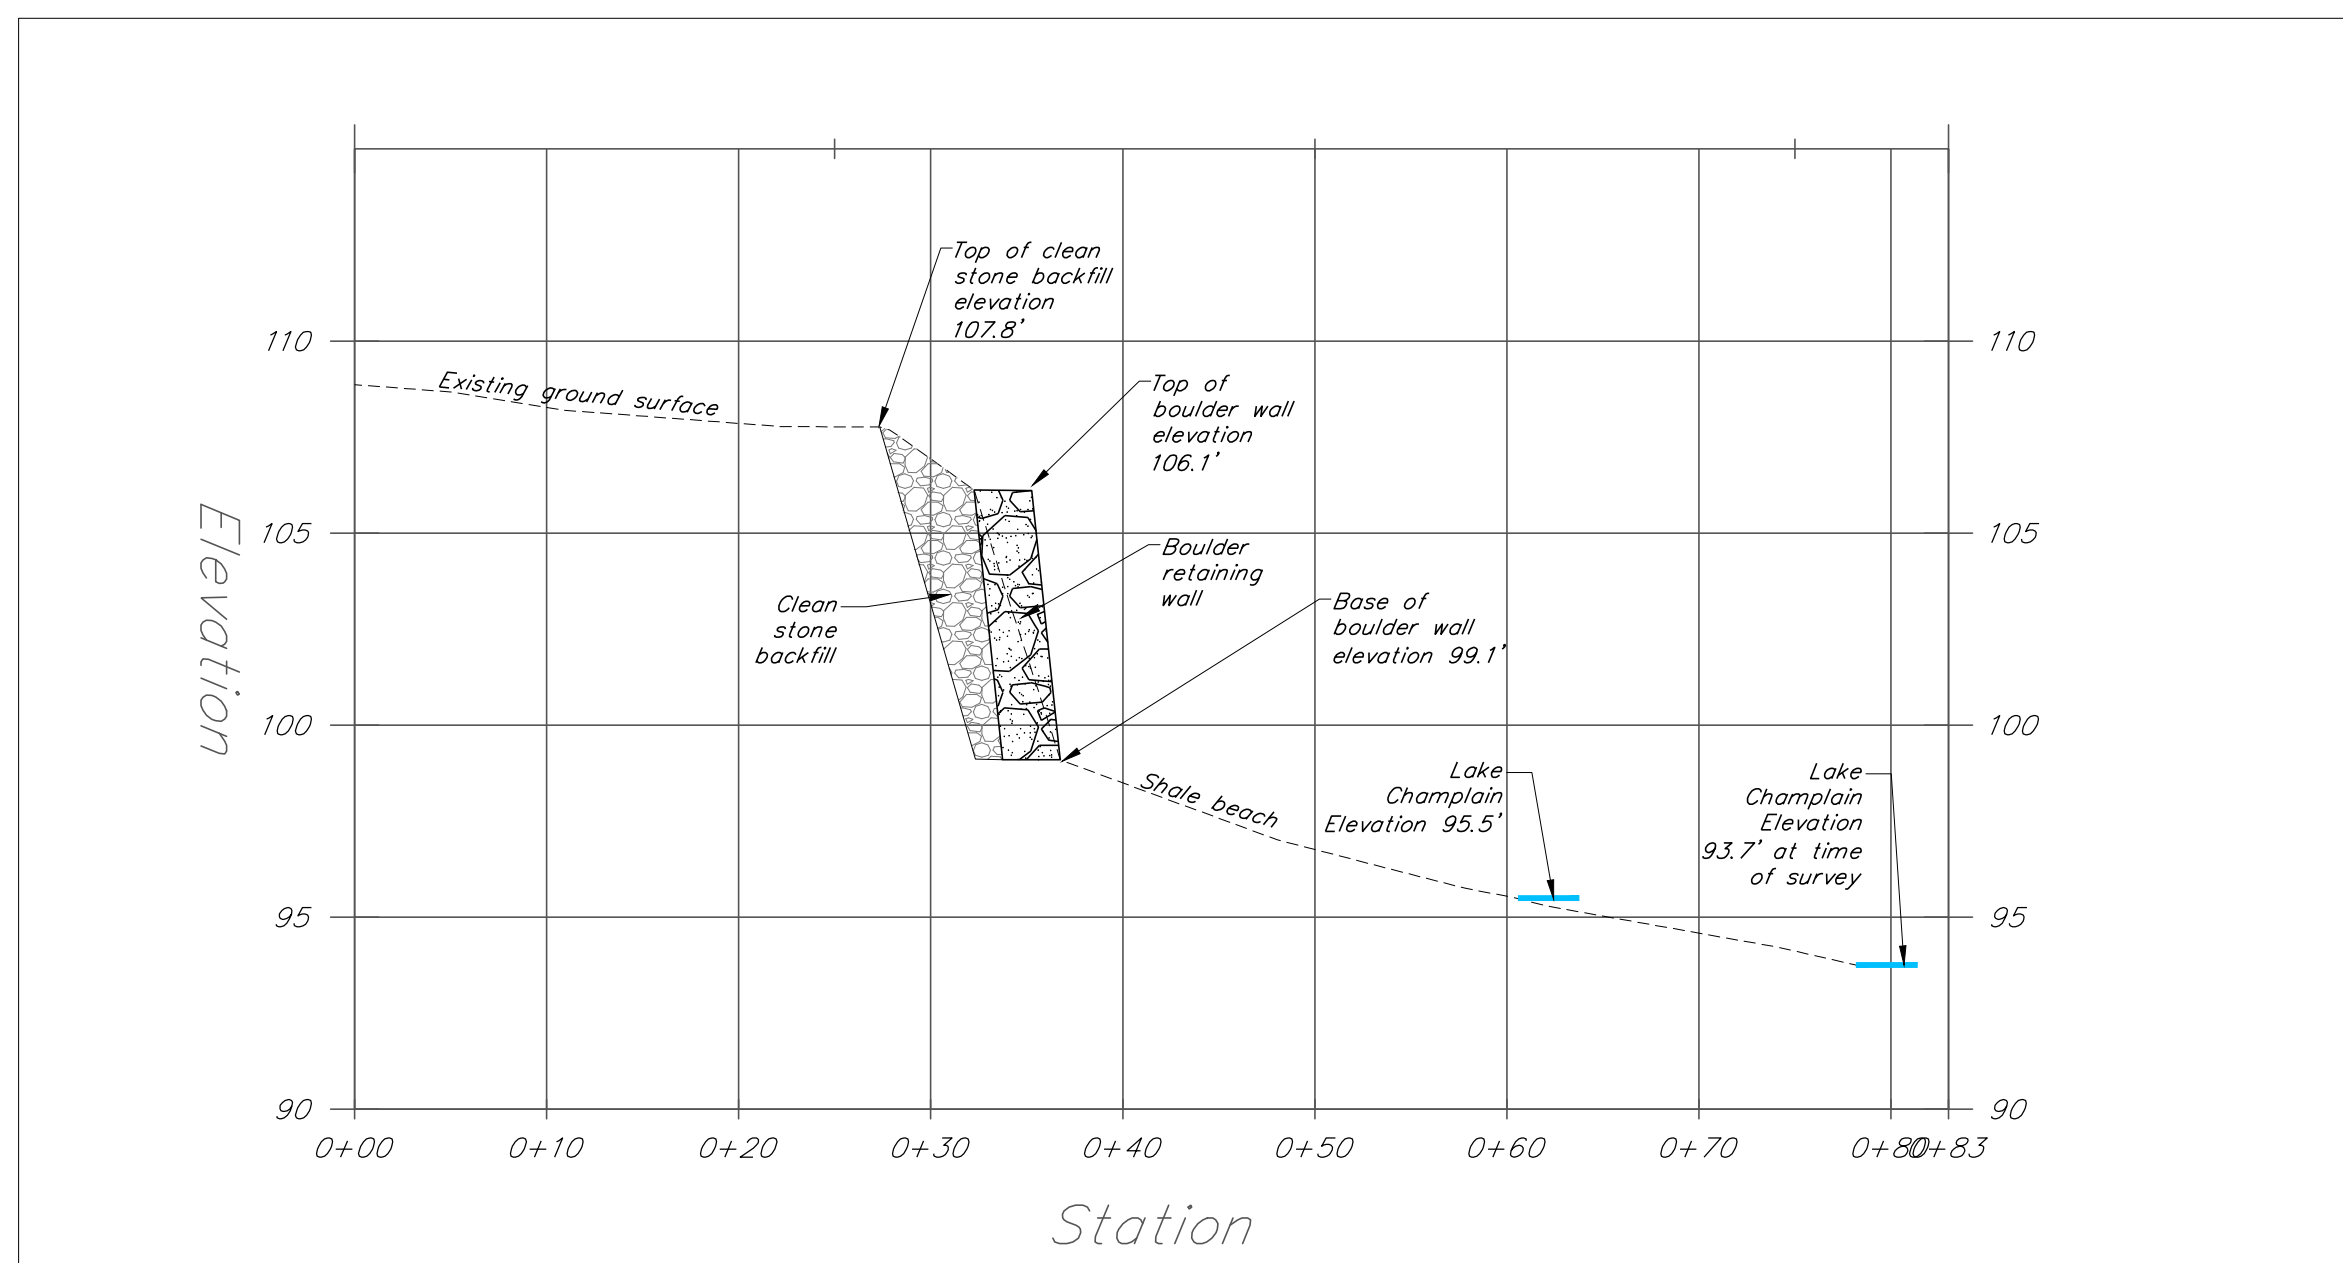 Top of clean
stone backfill
elevation
107.8'
110
110
Existing ground surface
Top of
boulder wall
elevation
106.1'
Elevation
105
105
Boulder
retaining
wall
Clean
stone
backfill
Base of
boulder wall
elevation 99.1'
100
100
Shale beach
Lake
Champlain
Elevation 95.5'
Lake
Champlain
Elevation
93.7' at time
of survey
95
95
90
90
0+00 0+10 0+20 0+30 0+40 0+50 0+60 0+70 0+80 0+83
Station